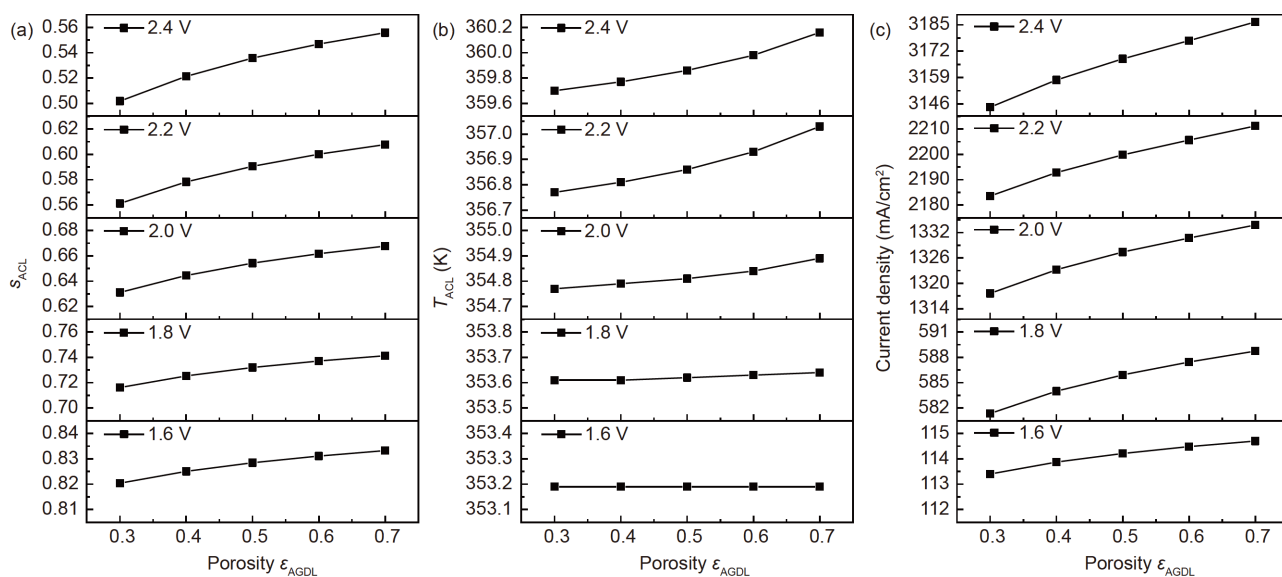 (a)
2.4 V
0.56
0.54
0.52
0.50
2.2 V
0.62
0.60
0.58
0.56
2.0 V
0.68
0.66
0.64
0.62
1.8 V
0.76
0.74
0.72
0.70
1.6 V
0.84
0.83
0.82
0.81
s_ACL
0.3 0.4 0.5 0.6 0.7
Porosity ε_AGDL
(b)
2.4 V
360.2
360.0
359.8
359.6
2.2 V
357.0
356.9
356.8
356.7
2.0 V
355.0
354.9
354.8
354.7
1.8 V
353.8
353.7
353.6
353.5
1.6 V
353.4
353.3
353.2
353.1
T_ACL (K)
0.3 0.4 0.5 0.6 0.7
Porosity ε_AGDL
(c)
2.4 V
3185
3172
3159
3146
2.2 V
2210
2200
2190
2180
2.0 V
1332
1326
1320
1314
1.8 V
591
588
585
582
1.6 V
115
114
113
112
Current density (mA/cm²)
0.3 0.4 0.5 0.6 0.7
Porosity ε_AGDL